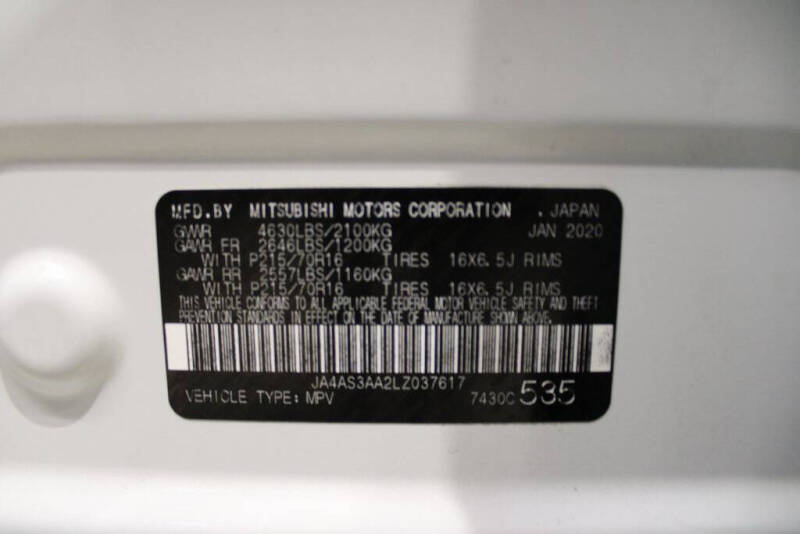 MFD.BY MITSUBISHI MOTORS CORPORATION . JAPAN
GVWR 4630LBS/2100KG JAN 2020
GAWR FR 2646LBS/1200KG
WITH P215/70R16 TIRES 16X6.5J RIMS
GAWR RR 2557LBS/1160KG
WITH P215/70R16 TIRES 16X6.5J RIMS
THIS VEHICLE CONFORMS TO ALL APPLICABLE FEDERAL MOTOR VEHICLE SAFETY AND THEFT
PREVENTION STANDARDS IN EFFECT ON THE DATE OF MANUFACTURE SHOWN ABOVE.
JA4AS3AA2LZ037617
VEHICLE TYPE: MPV 7430C 535